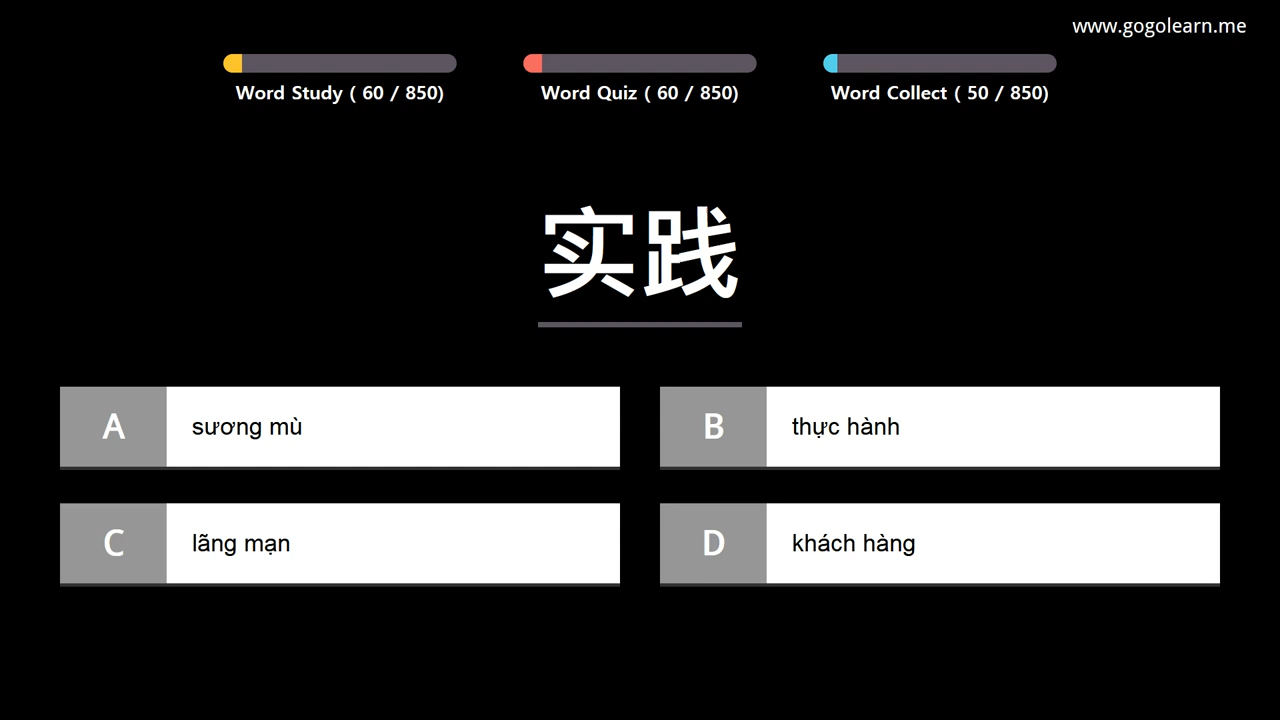 www.gogolearn.me
Word Study ( 60 / 850)
Word Quiz ( 60 / 850)
Word Collect ( 50 / 850)
实践
A sương mù
B thực hành
C lãng mạn
D khách hàng